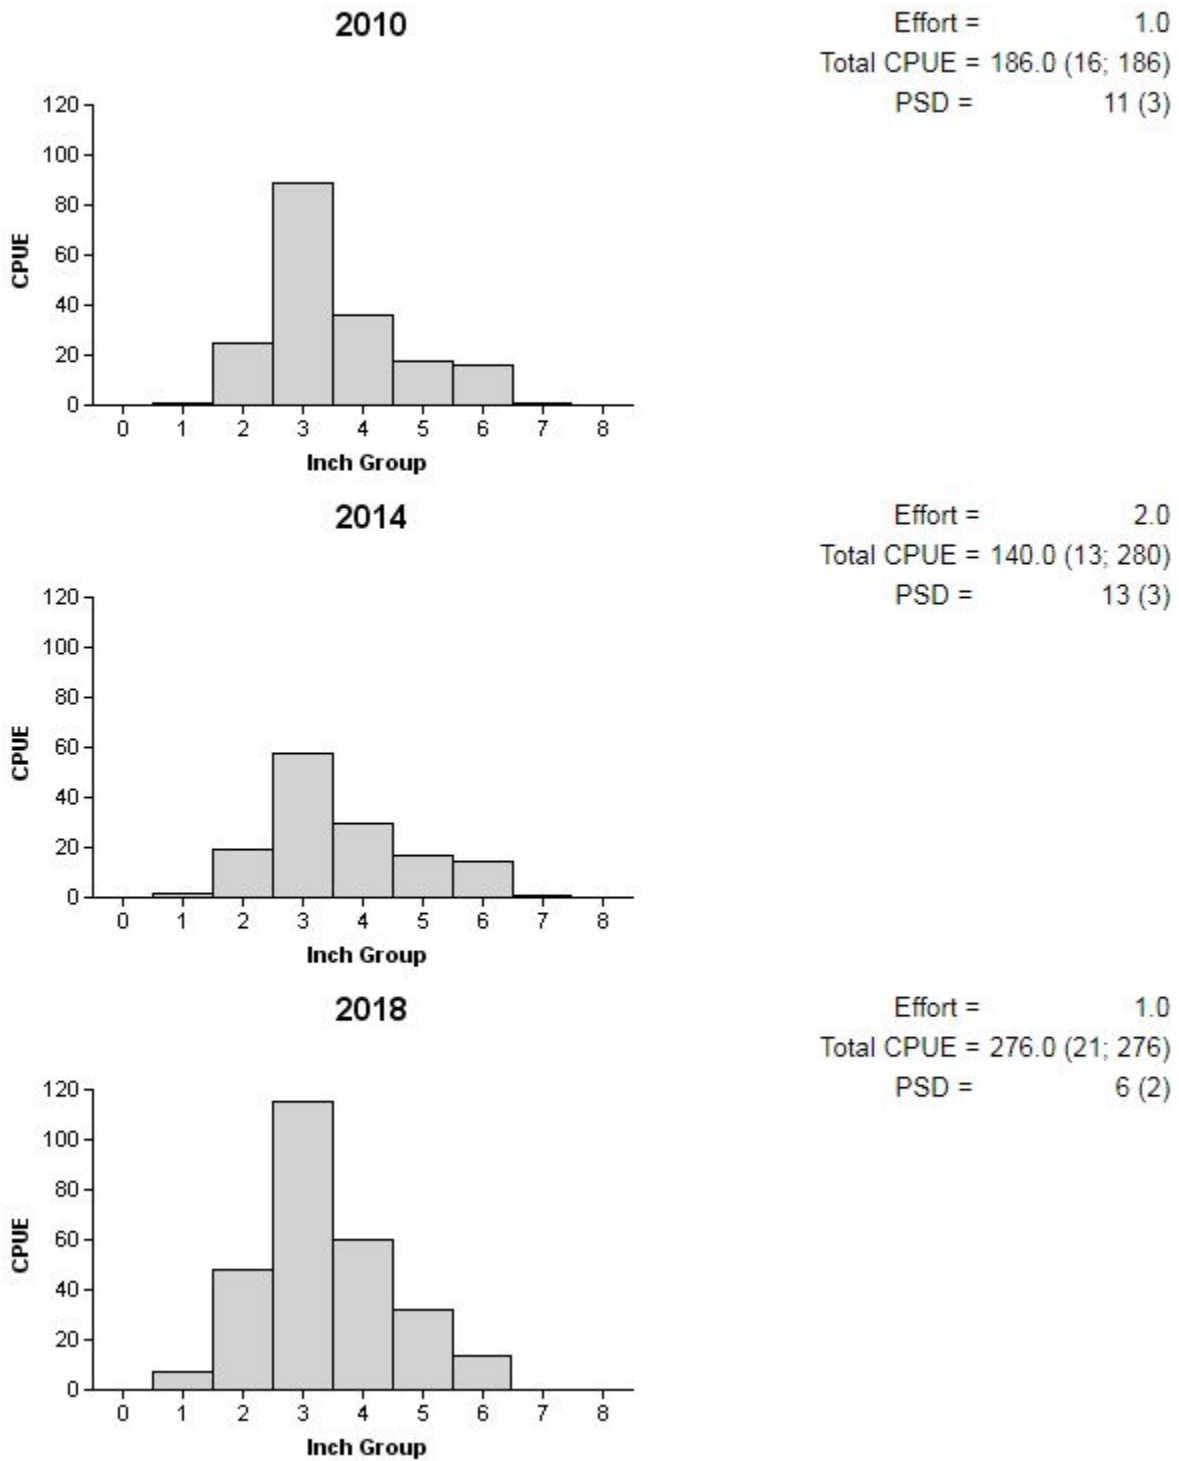 2010
Effort = 1.0
Total CPUE = 186.0 (16; 186)
PSD = 11 (3)
120
100
80
60
40
20
0
CPUE
0 1 2 3 4 5 6 7 8
Inch Group
2014
Effort = 2.0
Total CPUE = 140.0 (13; 280)
PSD = 13 (3)
120
100
80
60
40
20
0
CPUE
0 1 2 3 4 5 6 7 8
Inch Group
2018
Effort = 1.0
Total CPUE = 276.0 (21; 276)
PSD = 6 (2)
120
100
80
60
40
20
0
CPUE
0 1 2 3 4 5 6 7 8
Inch Group